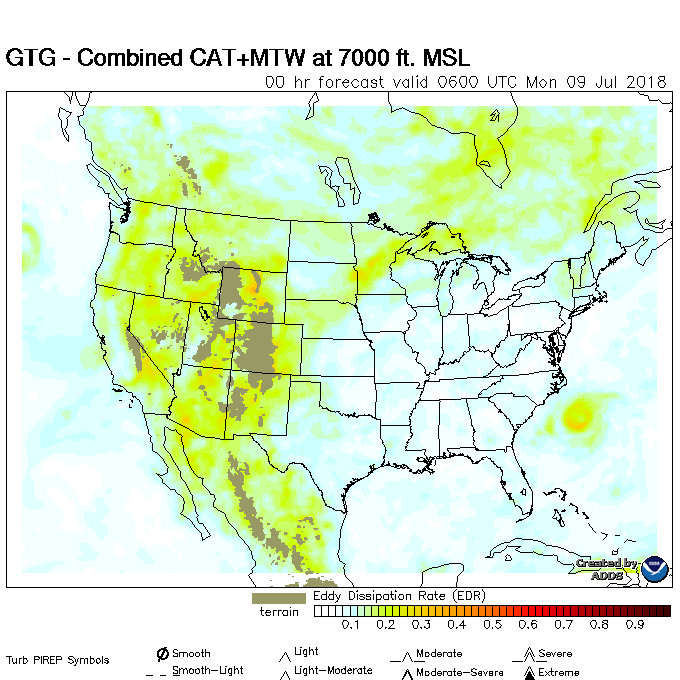 GTG - Combined CAT+MTW at 7000 ft. MSL
00 hr forecast valid 0600 UTC Mon 09 Jul 2018
Created by
ADDS
Eddy Dissipation Rate (EDR)
terrain
0.1 0.2 0.3 0.4 0.5 0.6 0.7 0.8 0.9
Turb PIREP Symbols
Smooth Light Moderate Severe
Smooth-Light Light-Moderate Moderate-Severe Extreme